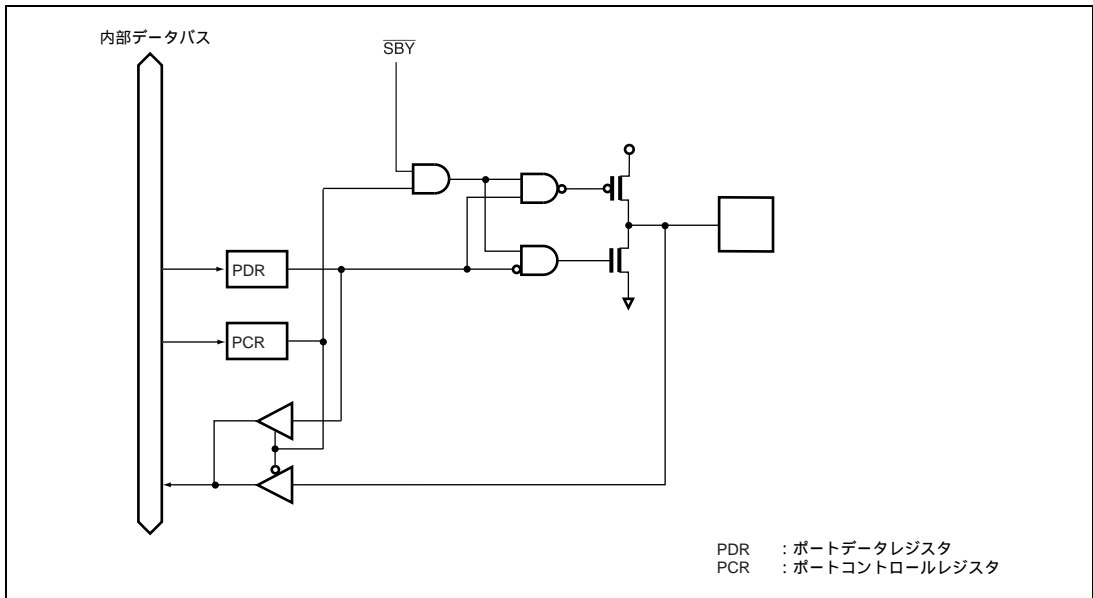 内部データバス
S̅B̅Y̅
PDR
PCR
PDR : ポートデータレジスタ
PCR : ポートコントロールレジスタ